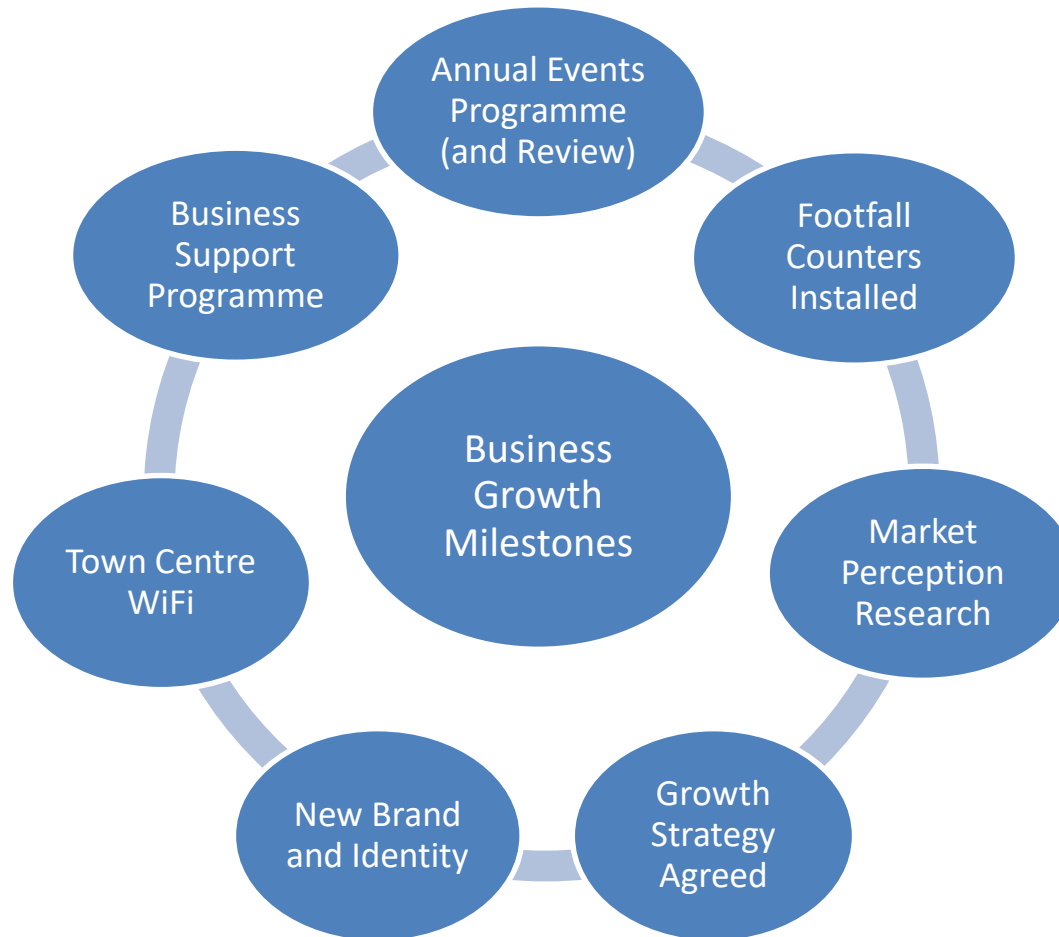 Annual Events
Programme
(and Review)
Footfall
Counters
Installed
Market
Perception
Research
Growth
Strategy
Agreed
New Brand
and Identity
Town Centre
WiFi
Business
Support
Programme
Business
Growth
Milestones